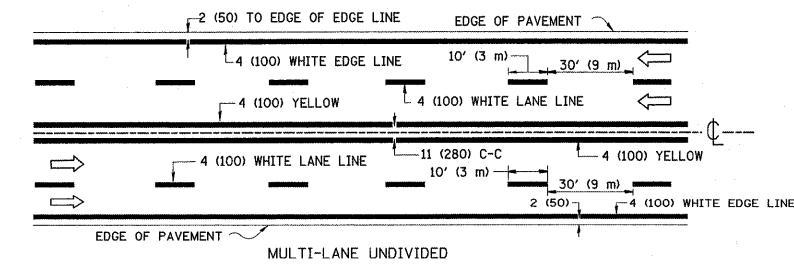 2 (50) TO EDGE OF EDGE LINE
EDGE OF PAVEMENT
4 (100) WHITE EDGE LINE
10' (3 m)
30' (9 m)
4 (100) YELLOW
4 (100) WHITE LANE LINE
CL
11 (280) C-C
4 (100) YELLOW
4 (100) WHITE LANE LINE
10' (3 m)
30' (9 m)
2 (50)
4 (100) WHITE EDGE LINE
EDGE OF PAVEMENT
MULTI-LANE UNDIVIDED